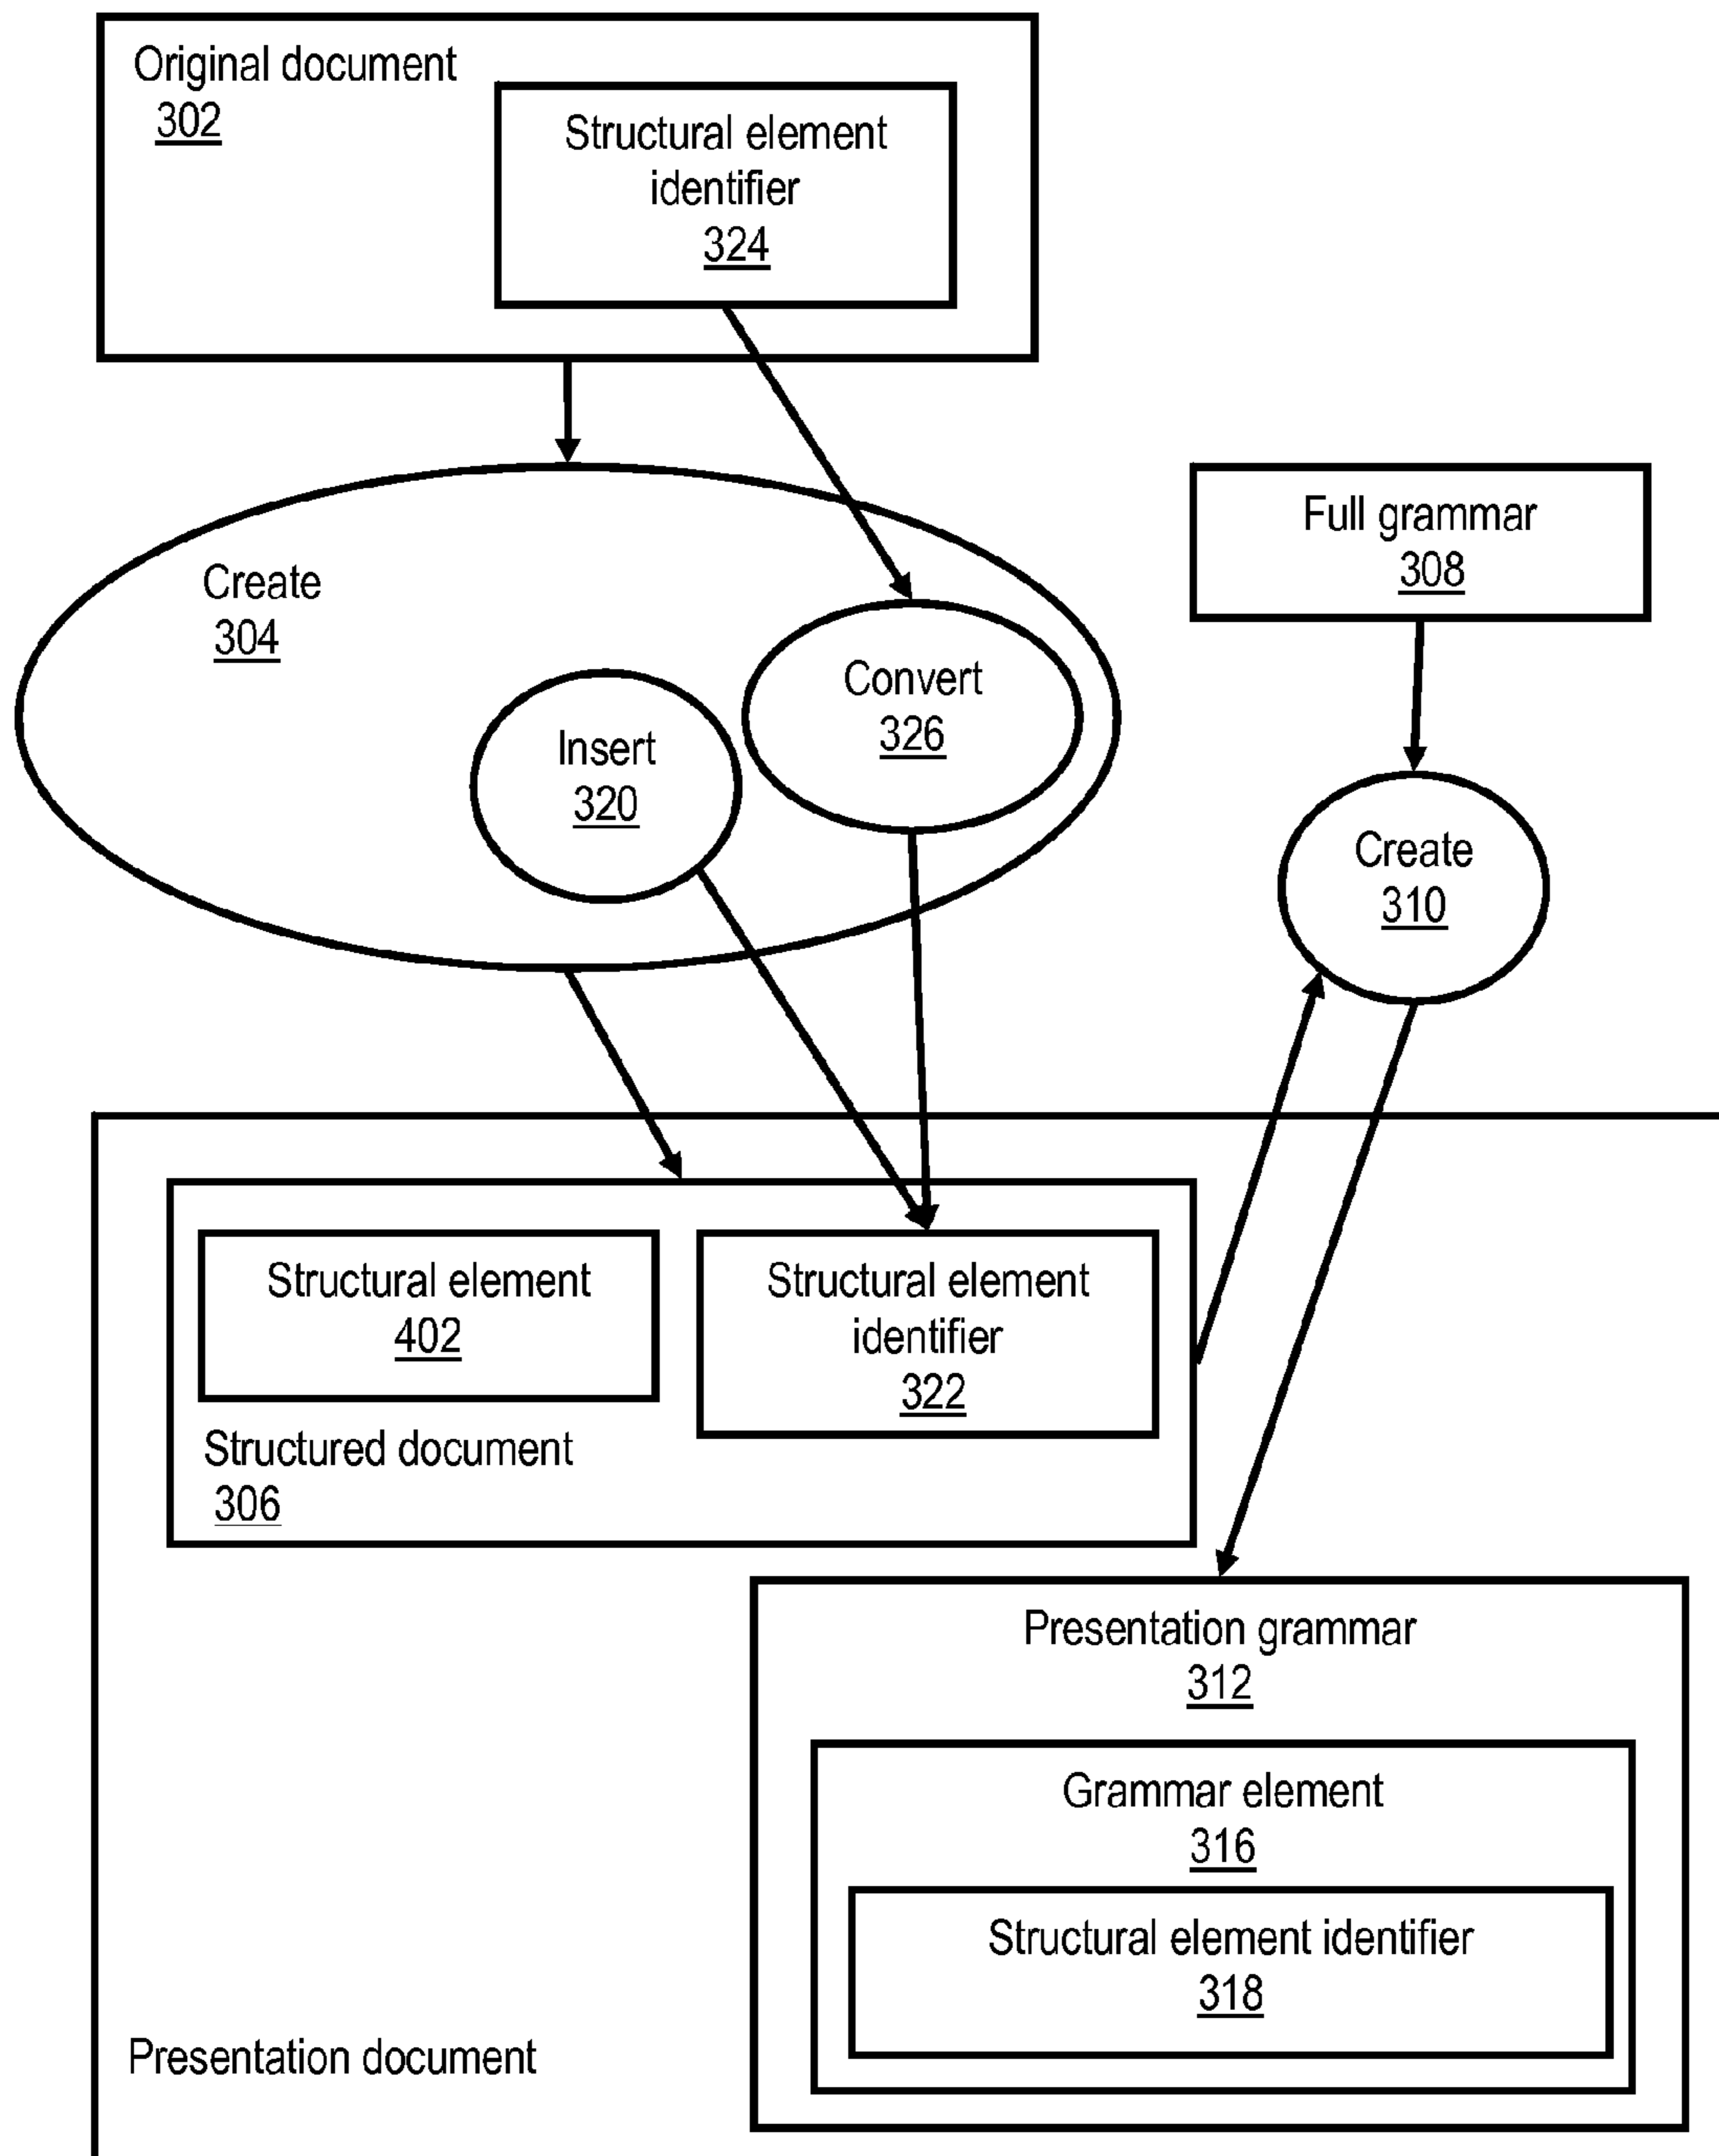 Original document
302
Structural element
identifier
324
Full grammar
308
Create
304
Convert
326
Insert
320
Create
310
Structural element
402
Structural element
identifier
322
Structured document
306
Presentation grammar
312
Grammar element
316
Structural element identifier
318
Presentation document